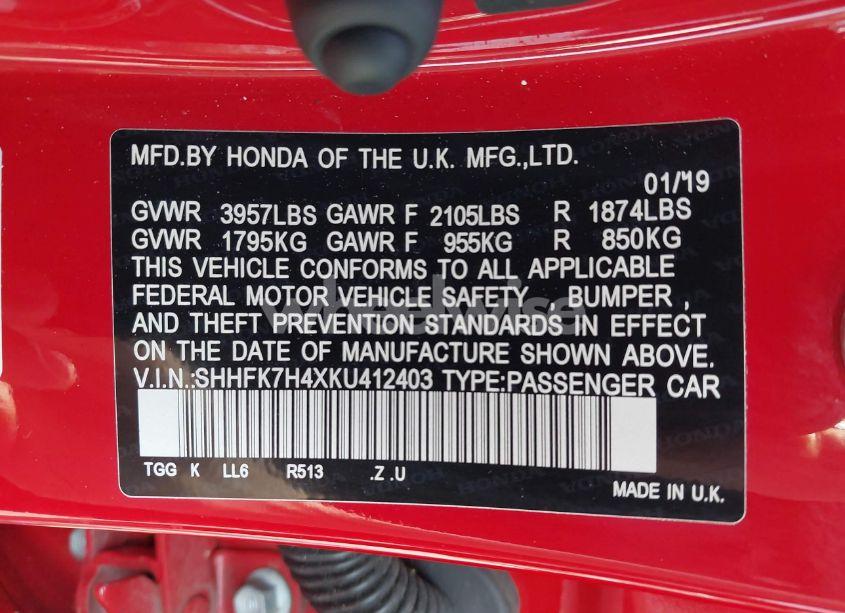 MFD.BY HONDA OF THE U.K. MFG.,LTD.
01/19
GVWR 3957LBS GAWR F 2105LBS R 1874LBS
GVWR 1795KG GAWR F 955KG R 850KG
THIS VEHICLE CONFORMS TO ALL APPLICABLE
FEDERAL MOTOR VEHICLE SAFETY , BUMPER ,
AND THEFT PREVENTION STANDARDS IN EFFECT
ON THE DATE OF MANUFACTURE SHOWN ABOVE.
V.I.N.:SHHFK7H4XKU412403 TYPE:PASSENGER CAR
TGG K LL6 R513 .Z .U
MADE IN U.K.
wheelwise